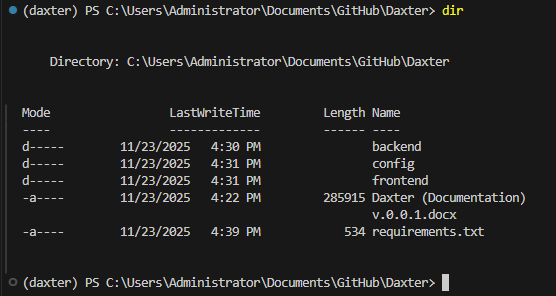 (daxter) PS C:\Users\Administrator\Documents\GitHub\Daxter> dir
Directory: C:\Users\Administrator\Documents\GitHub\Daxter
Mode LastWriteTime Length Name
---- ------------- ------ ----
d----- 11/23/2025 4:30 PM backend
d----- 11/23/2025 4:31 PM config
d----- 11/23/2025 4:31 PM frontend
-a---- 11/23/2025 4:22 PM 285915 Daxter (Documentation)
v.0.0.1.docx
-a---- 11/23/2025 4:39 PM 534 requirements.txt
(daxter) PS C:\Users\Administrator\Documents\GitHub\Daxter>